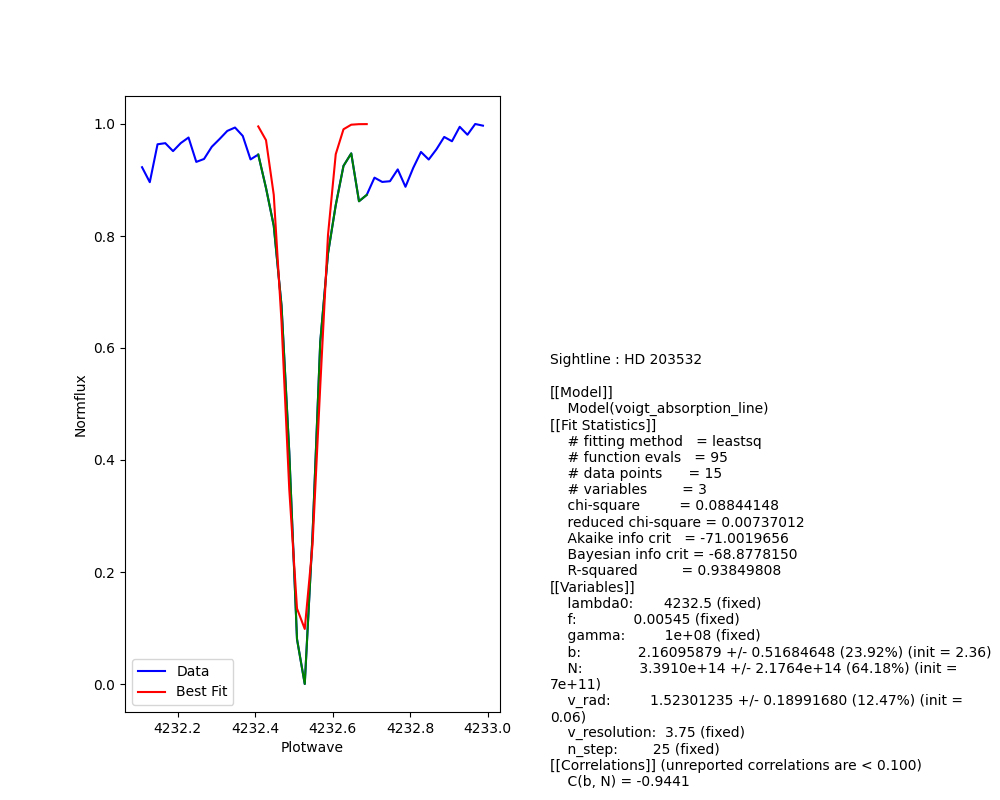 1.0
0.8
0.6
0.4
0.2
0.0
Normflux
Data
Best Fit
4232.2 4232.4 4232.6 4232.8 4233.0
Plotwave
Sightline : HD 203532
[[Model]]
Model(voigt_absorption_line)
[[Fit Statistics]]
# fitting method = leastsq
# function evals = 95
# data points = 15
# variables = 3
chi-square = 0.08844148
reduced chi-square = 0.00737012
Akaike info crit = -71.0019656
Bayesian info crit = -68.8778150
R-squared = 0.93849808
[[Variables]]
lambda0: 4232.5 (fixed)
f: 0.00545 (fixed)
gamma: 1e+08 (fixed)
b: 2.16095879 +/- 0.51684648 (23.92%) (init = 2.36)
N: 3.3910e+14 +/- 2.1764e+14 (64.18%) (init =
7e+11)
v_rad: 1.52301235 +/- 0.18991680 (12.47%) (init =
0.06)
v_resolution: 3.75 (fixed)
n_step: 25 (fixed)
[[Correlations]] (unreported correlations are < 0.100)
C(b, N) = -0.9441